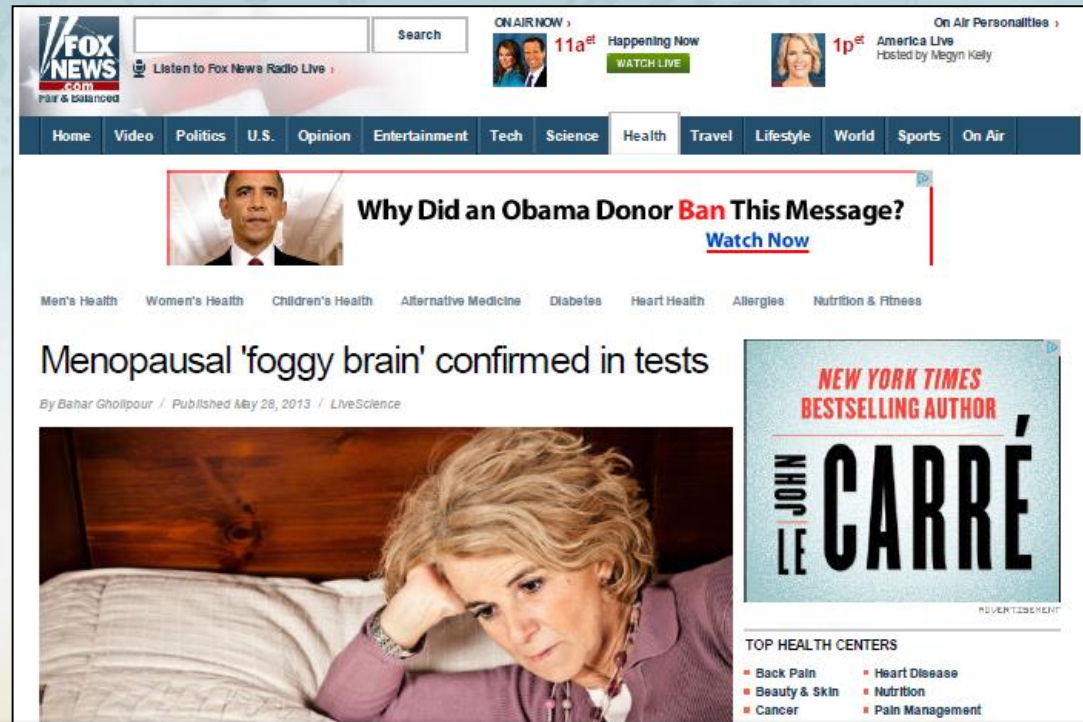 FOX
NEWS
.com
Fair & Balanced
Search
Listen to Fox News Radio Live ›
ON AIR NOW ›
11a et
Happening Now
WATCH LIVE
On Air Personalities ›
1p et
America Live
Hosted by Megyn Kelly
Home Video Politics U.S. Opinion Entertainment Tech Science Health Travel Lifestyle World Sports On Air
Why Did an Obama Donor Ban This Message?
Watch Now
Men's Health Women's Health Children's Health Alternative Medicine Diabetes Heart Health Allergies Nutrition & Fitness
Menopausal 'foggy brain' confirmed in tests
By Bahar Gholipour / Published May 28, 2013 / LiveScience
NEW YORK TIMES
BESTSELLING AUTHOR
JOHN
LE CARRÉ
ADVERTISEMENT
TOP HEALTH CENTERS
Back Pain
Beauty & Skin
Cancer
Heart Disease
Nutrition
Pain Management